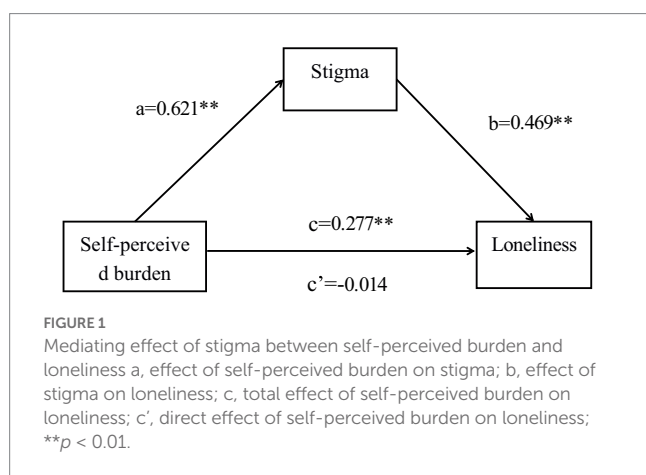 Stigma
a=0.621**
b=0.469**
c=0.277**
Self-perceive
d burden
Loneliness
c’=-0.014
FIGURE 1
Mediating effect of stigma between self-perceived burden and
loneliness a, effect of self-perceived burden on stigma; b, effect of
stigma on loneliness; c, total effect of self-perceived burden on
loneliness; c′, direct effect of self-perceived burden on loneliness;
**p < 0.01.